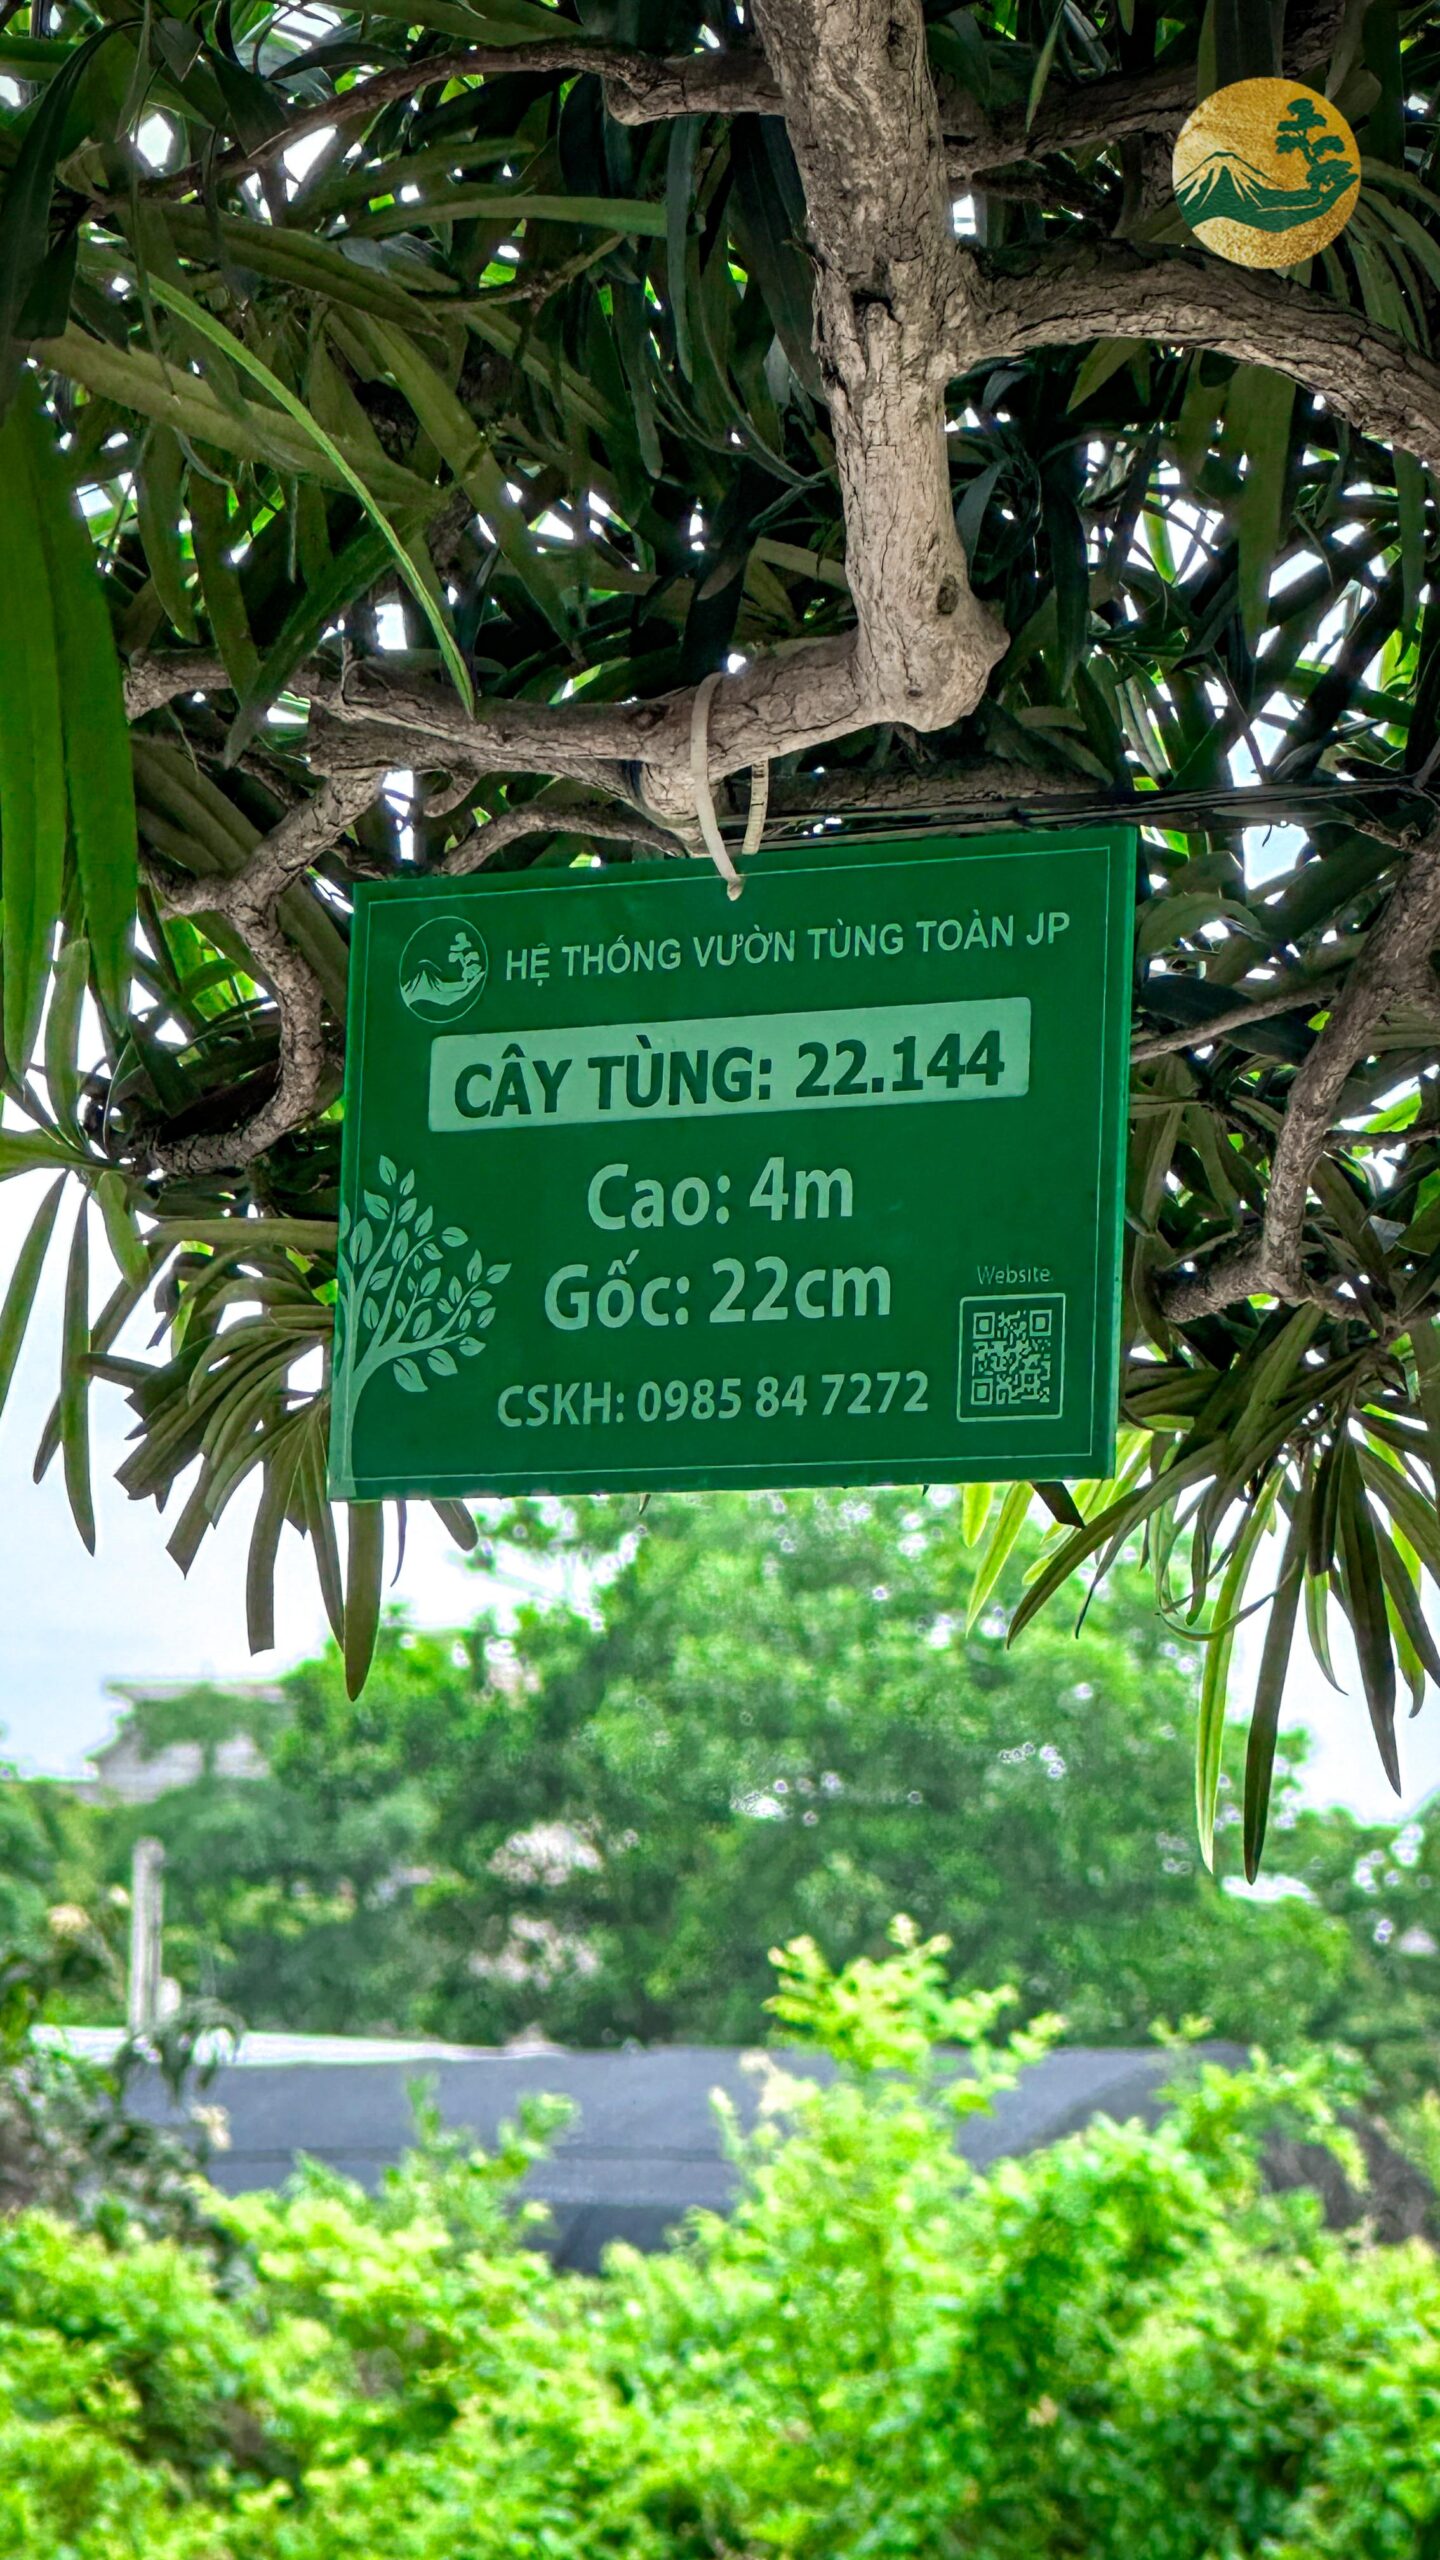 HỆ THỐNG VƯỜN TÙNG TOÀN JP
CÂY TÙNG: 22.144
Cao: 4m
Gốc: 22cm
Website
CSKH: 0985 84 7272